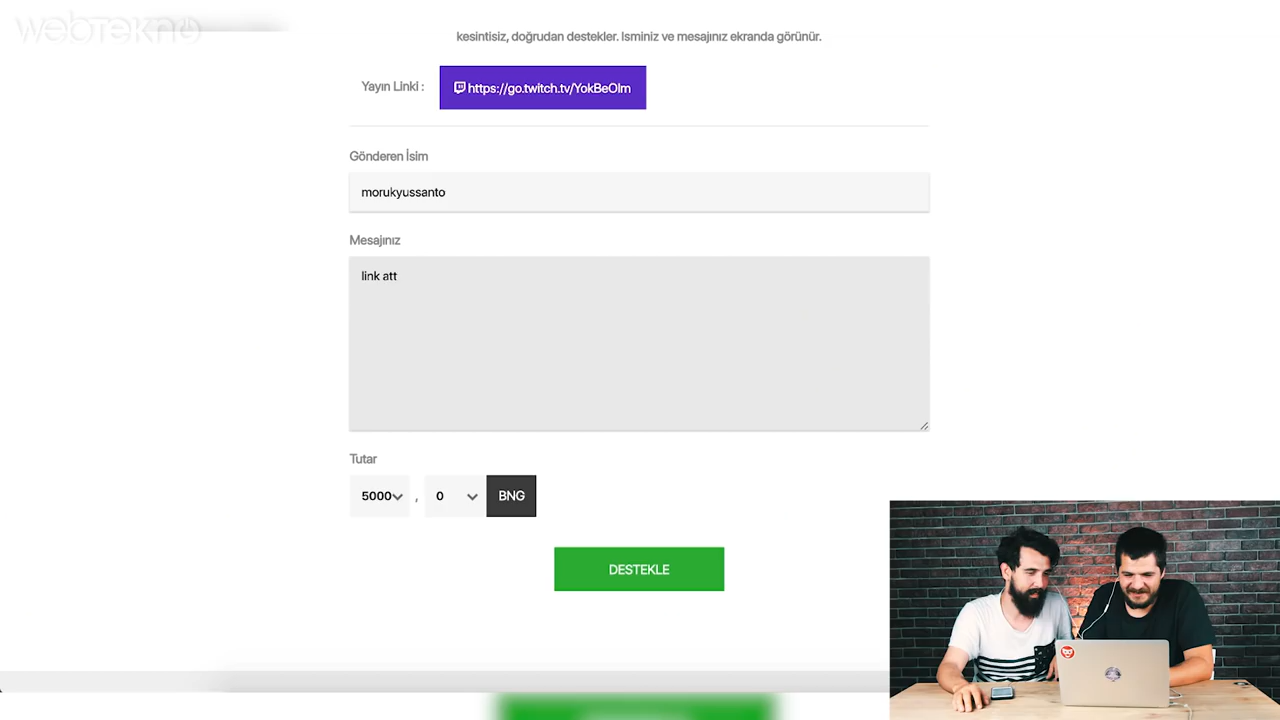 webtekno
kesintisiz, doğrudan destekler. Isminiz ve mesajınız ekranda görünür.
Yayın Linki : https://go.twitch.tv/YokBeOlm
Gönderen İsim
morukyussanto
Mesajınız
link att
Tutar
5000 , 0 BNG
DESTEKLE